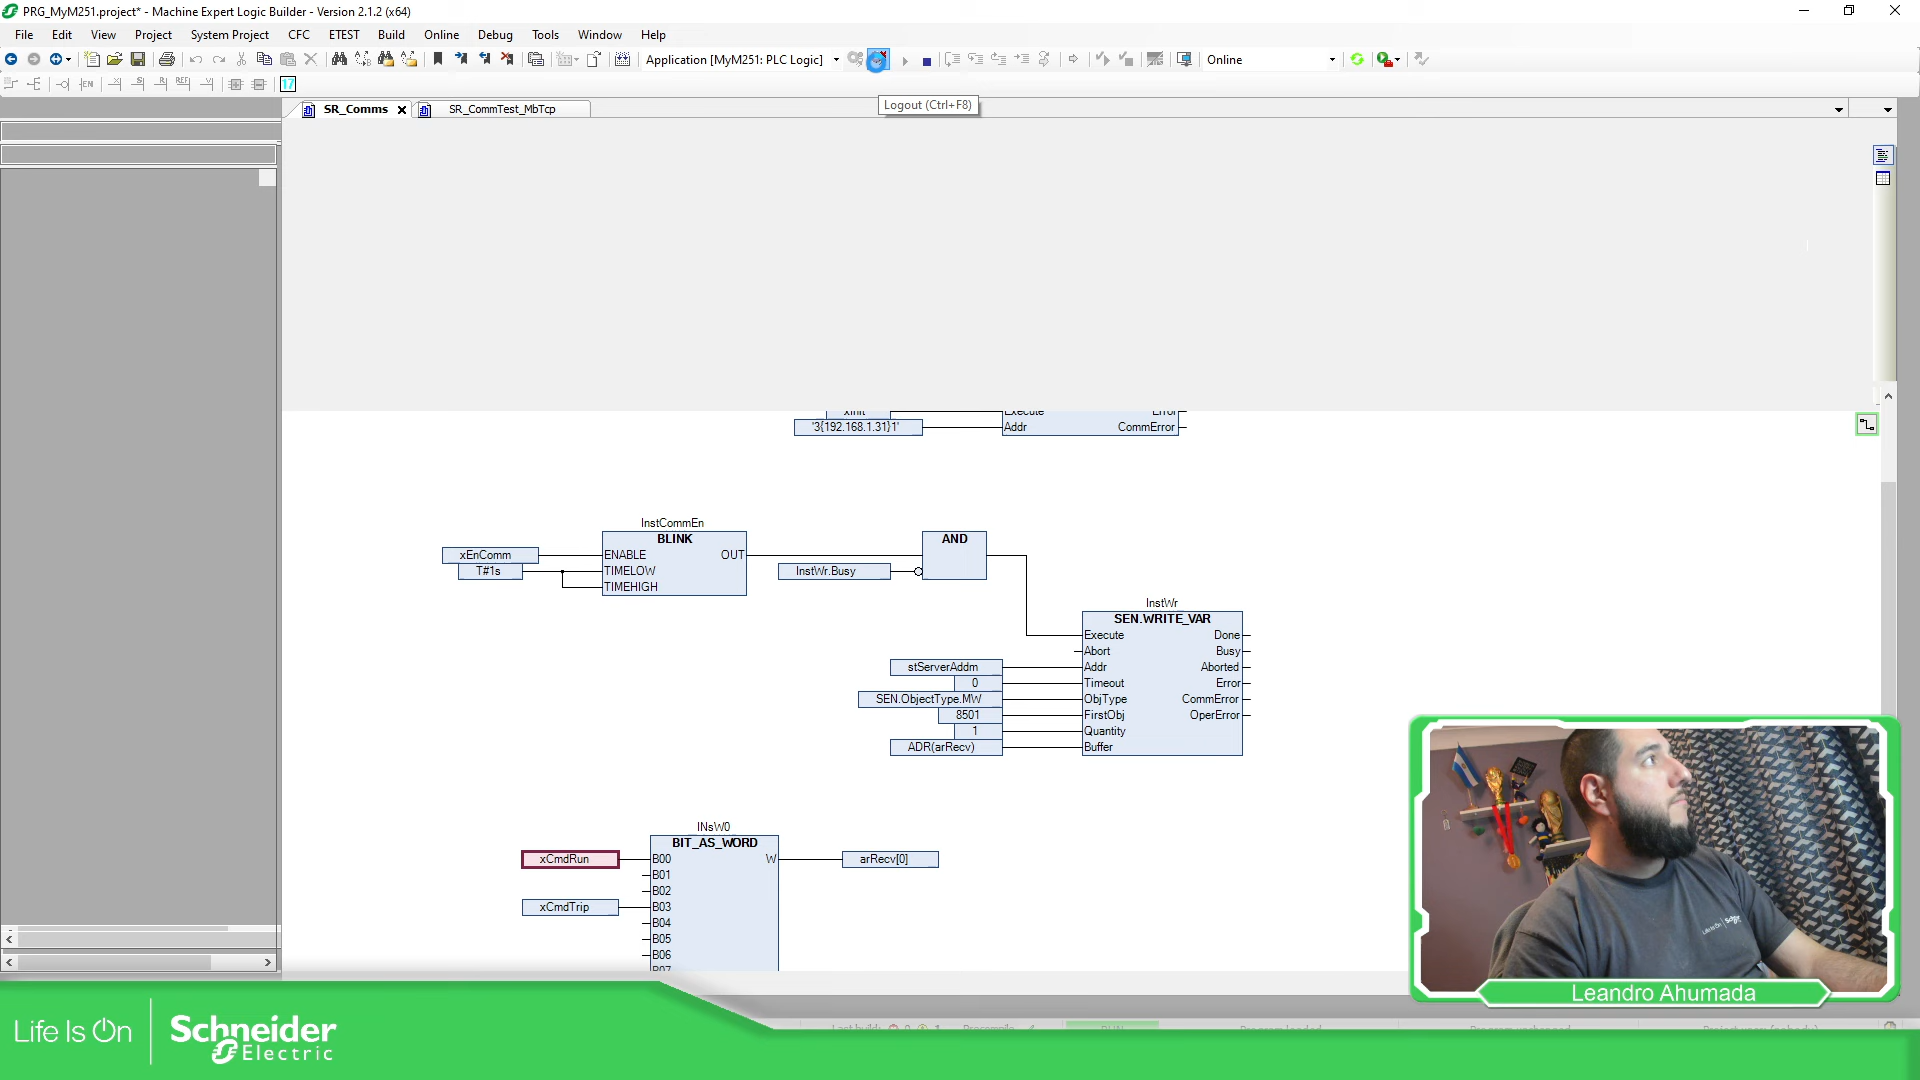 PRG_MyM251.project* - Machine Expert Logic Builder - Version 2.1.2 (x64)
File Edit View Project System Project CFC ETEST Build Online Debug Tools Window Help
Application [MyM251: PLC Logic] Online
17
SR_Comms SR_CommTest_MbTcp Logout (Ctrl+F8)
xInit Execute Error
'3{192.168.1.31}1' Addr CommError
InstCommEn
BLINK AND
xEnComm ENABLE OUT
T#1s TIMELOW InstWr.Busy
TIMEHIGH
InstWr
SEN.WRITE_VAR
Execute Done
Abort Busy
stServerAddm Addr Aborted
0 Timeout Error
SEN.ObjectType.MW ObjType CommError
8501 FirstObj OperError
1 Quantity
ADR(arRecv) Buffer
INsW0
BIT_AS_WORD
xCmdRun B00 W arRecv[0]
B01
B02
xCmdTrip B03
B04
B05
B06
B07
Leandro Ahumada
Life Is On Schneider Electric